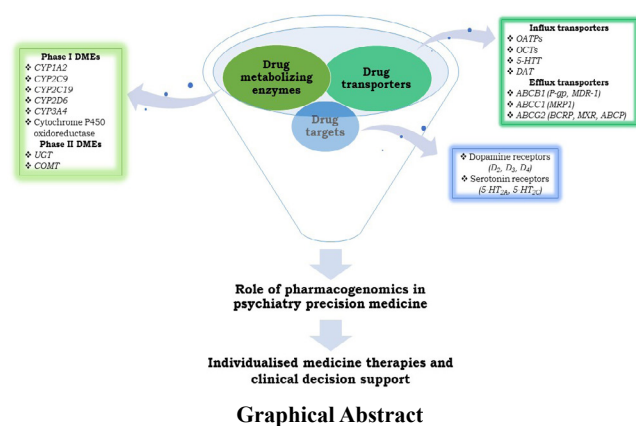 Phase I DMEs
❖ CYP1A2
❖ CYP2C9
❖ CYP2C19
❖ CYP2D6
❖ CYP3A4
❖ Cytochrome P450
oxidoreductase
Phase II DMEs
❖ UGT
❖ COMT
Drug
metabolizing
enzymes
Drug
transporters
Drug
targets
Influx transporters
❖ OATPs
❖ OCTs
❖ 5-HTT
❖ DAT
Efflux transporters
❖ ABCB1 (P-gp, MDR-1)
❖ ABCC1 (MRP1)
❖ ABCG2 (BCRP, MXR, ABCP)
❖ Dopamine receptors
(D2, D3, D4)
❖ Serotonin receptors
(5-HT2A, 5-HT2C)
Role of pharmacogenomics in
psychiatry precision medicine
Individualised medicine therapies and
clinical decision support
Graphical Abstract